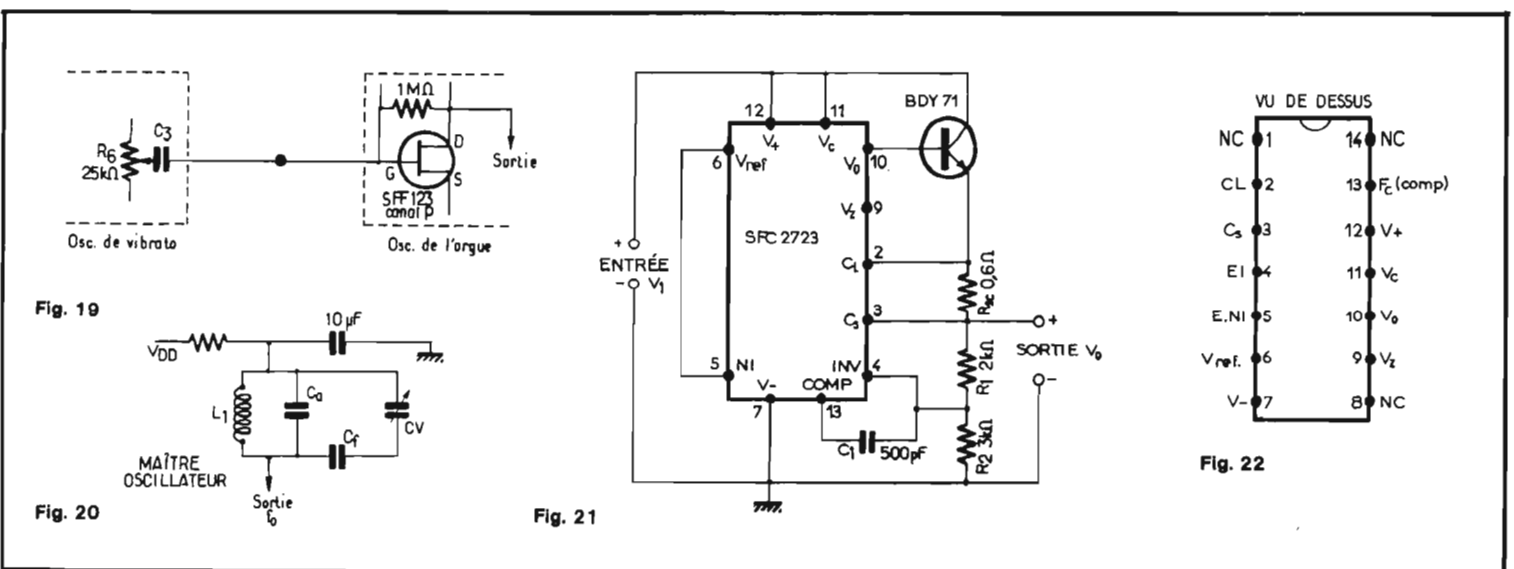 1MΩ
C3
R6
25kΩ
D
G
S
SFF123
canal p
Sortie
Osc. de vibrato
Osc. de l'orgue
Fig. 19
10 µF
VDD
L1
Ca
CV
Cf
MAÎTRE
OSCILLATEUR
Sortie
fo
Fig. 20
BDY 71
12
11
V+
Vc
6
Vref
Vo
10
Vz
9
SFC 2723
2
CL
Rsc 0,6Ω
+
ENTRÉE
- V1
3
Cs
+
SORTIE Vo
-
R1 2kΩ
5
NI
INV
4
V-
COMP
7
13
C1
500pF
R2 3kΩ
Fig. 21
VU DE DESSUS
NC 1
14 NC
CL 2
13 Fc (comp)
Cs 3
12 V+
EI 4
11 Vc
E.NI 5
10 Vo
Vref. 6
9 Vz
V- 7
8 NC
Fig. 22